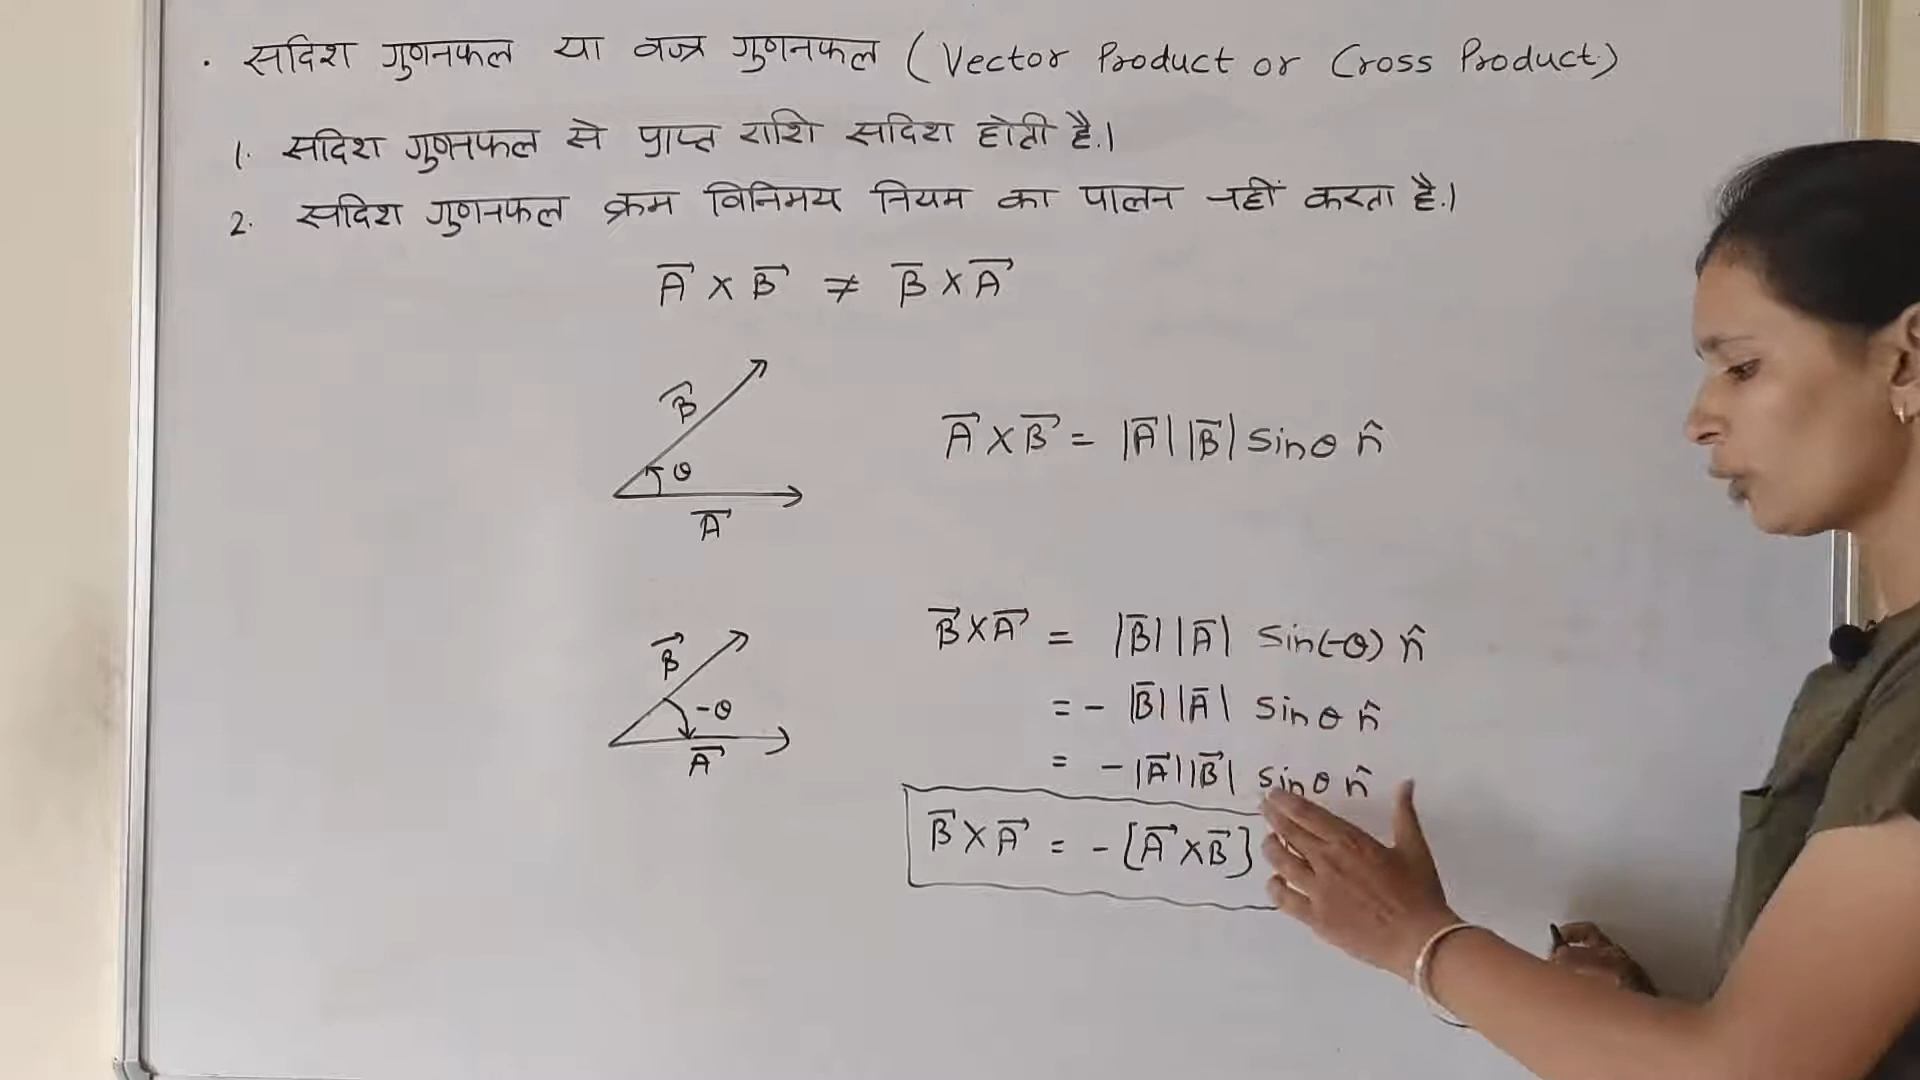 · सदिश गुणनफल या वज्र गुणनफल (Vector Product or Cross Product)
1. सदिश गुणनफल से प्राप्त राशि सदिश होती है।
2. सदिश गुणनफल क्रम विनिमय नियम का पालन नहीं करता है।
A⃗ × B⃗ ≠ B⃗ × A⃗
B⃗
θ
A⃗
A⃗ × B⃗ = |A⃗| |B⃗| sinθ n̂
B⃗
-θ
A⃗
B⃗ × A⃗ = |B⃗| |A⃗| sin(-θ) n̂
= - |B⃗| |A⃗| sinθ n̂
= - |A⃗| |B⃗| sinθ n̂
B⃗ × A⃗ = - [A⃗ × B⃗]